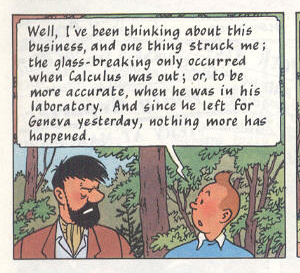 Well, I've been thinking about this
business, and one thing struck me;
the glass-breaking only occurred
when Calculus was out; or, to be
more accurate, when he was in his
laboratory. And since he left for
Geneva yesterday, nothing more has
happened.